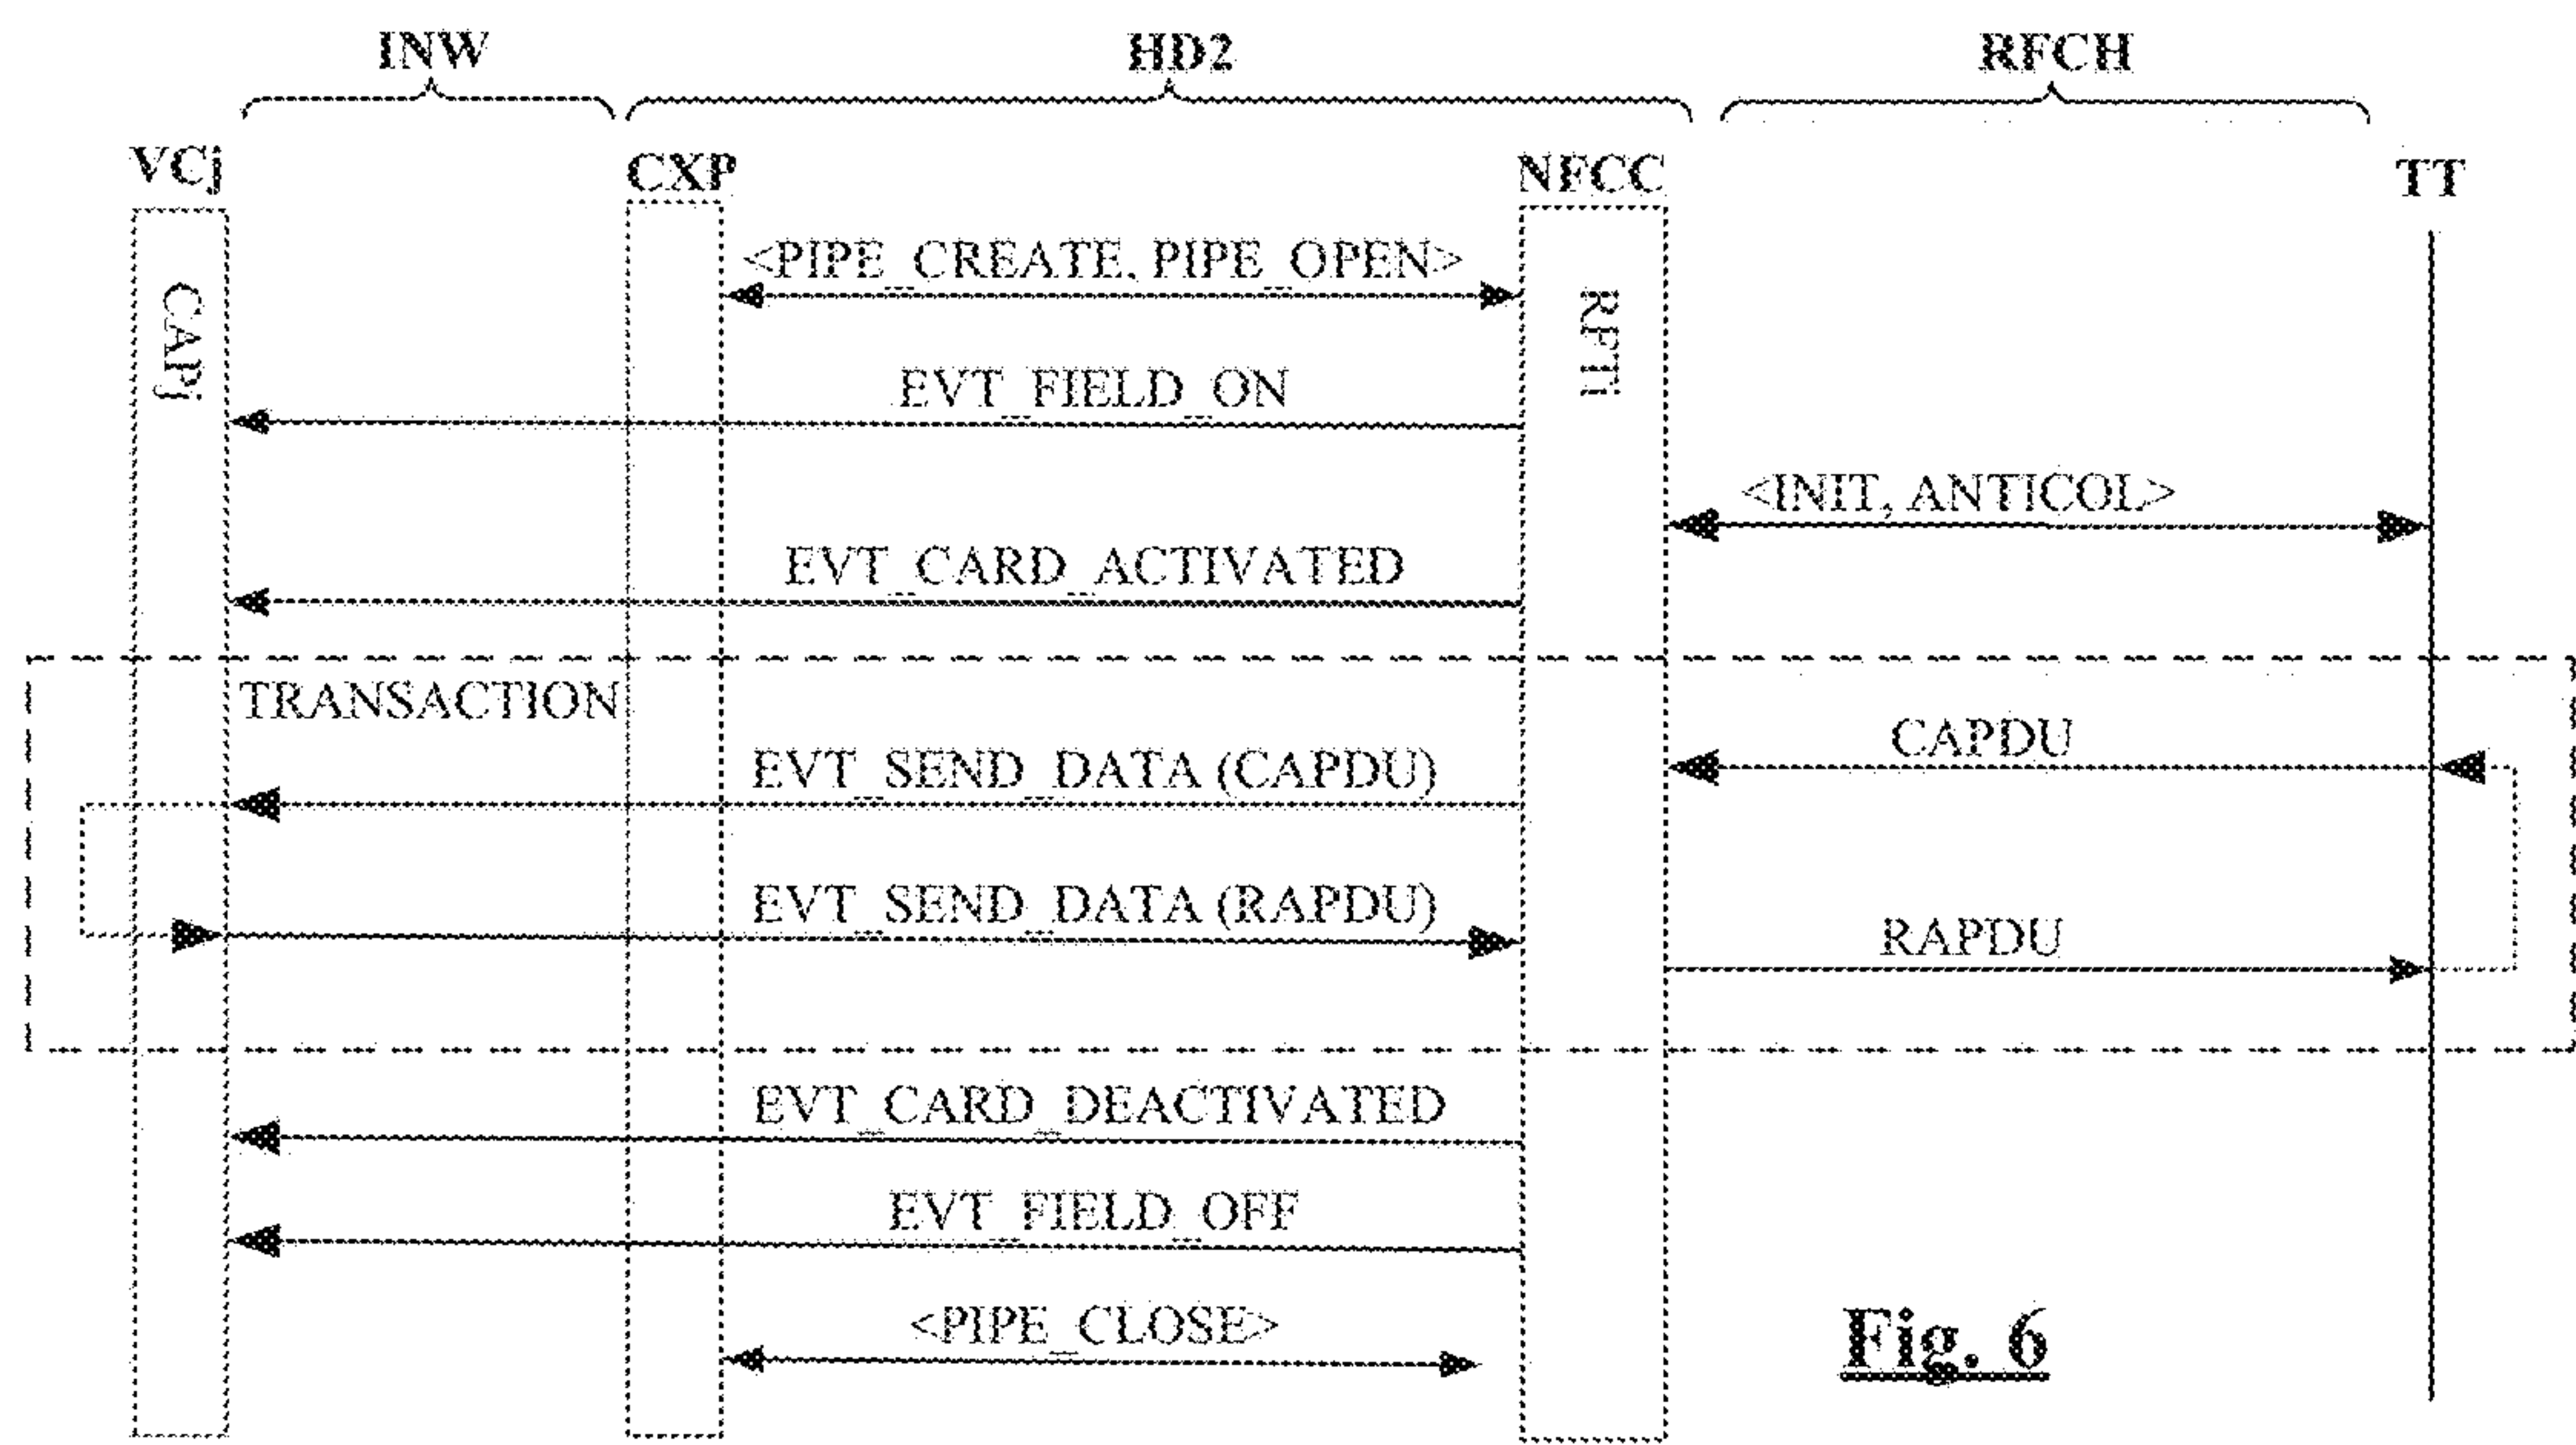 INW HD2 RFCH
VCj CXP NFCC TT
<PIPE_CREATE, PIPE_OPEN>
CAPj
RFTi
EVT_FIELD_ON
<INIT, ANTICOL>
EVT_CARD_ACTIVATED
TRANSACTION
CAPDU
EVT_SEND_DATA (CAPDU)
EVT_SEND_DATA (RAPDU)
RAPDU
EVT_CARD_DEACTIVATED
EVT_FIELD_OFF
<PIPE_CLOSE>
Fig. 6